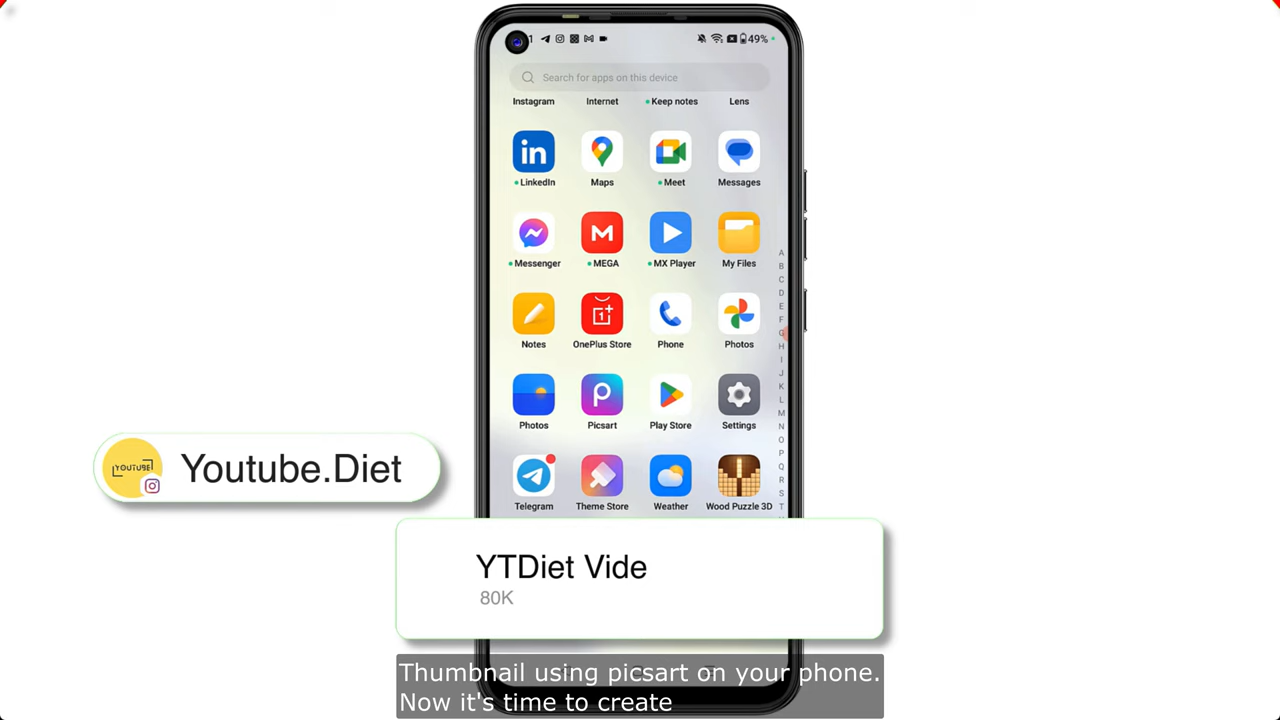 49%
Search for apps on this device
Instagram Internet Keep notes Lens
LinkedIn Maps Meet Messages
Messenger MEGA MX Player My Files
Notes OnePlus Store Phone Photos
Photos Picsart Play Store Settings
Telegram Theme Store Weather Wood Puzzle 3D
A
B
C
D
E
F
G
H
I
J
K
L
M
N
O
P
Q
R
S
T
YOUTUBE
Youtube.Diet
YTDiet Vide
80K
Thumbnail using picsart on your phone.
Now it's time to create